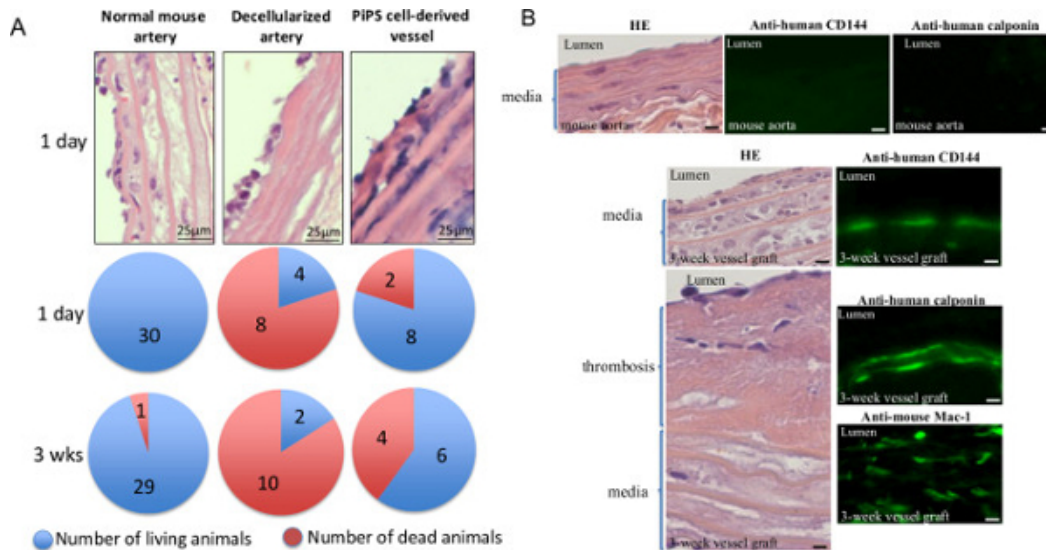 A
Normal mouse artery
Decellularized artery
PiPS cell-derived vessel
1 day
25μm
25μm
25μm
1 day
30
4
8
2
8
3 wks
1
29
2
10
4
6
Number of living animals
Number of dead animals
B
HE
Anti-human CD144
Anti-human calponin
Lumen
Lumen
Lumen
media
mouse aorta
mouse aorta
mouse aorta
HE
Anti-human CD144
Lumen
Lumen
media
3-week vessel graft
3-week vessel graft
Lumen
Anti-human calponin
Lumen
thrombosis
3-week vessel graft
Anti-mouse Mac-1
Lumen
media
3-week vessel graft
3-week vessel graft